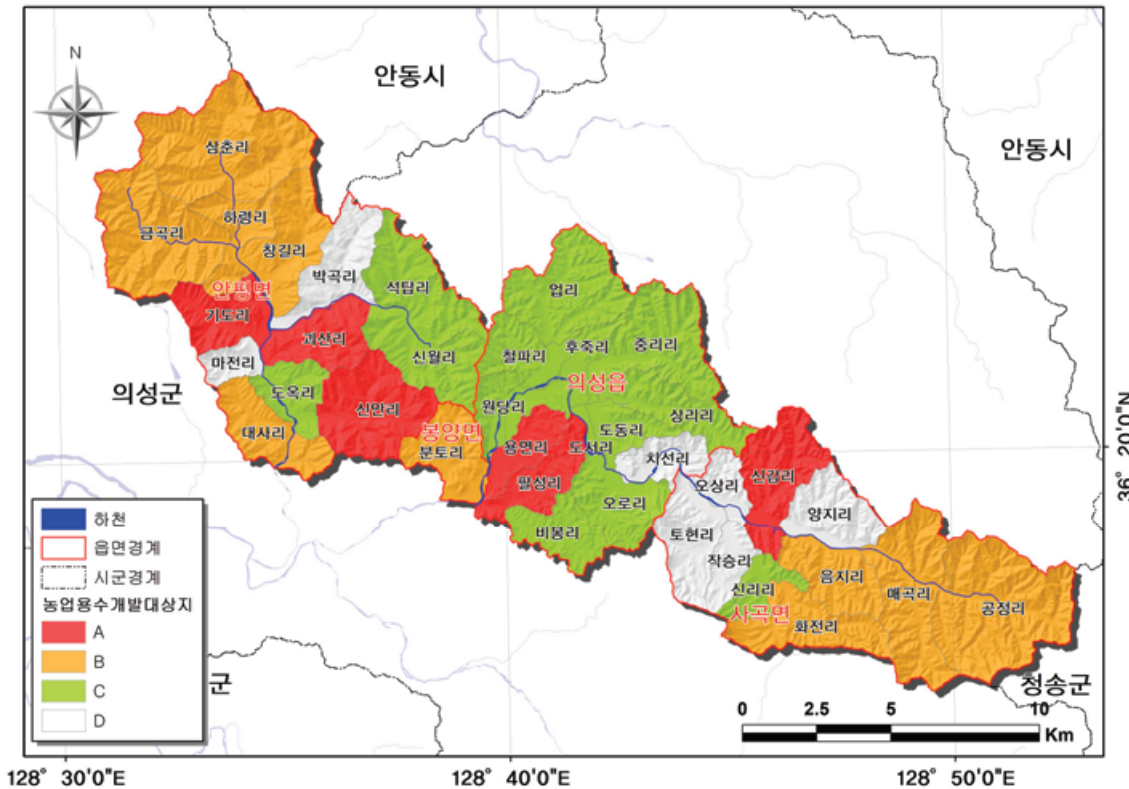 N
안동시
안동시
삼춘리
하령리
금곡리
창길리
박곡리
석탑리
안평면
기도리
괴산리
마전리
신월리
도옥리
신안리
대사리
봉양면
분토리
의성군
업리
철파리
후죽리
중리리
의성읍
원당리
상리리
도동리
용연리
도서리
치선리
팔성리
오로리
비봉리
오상리
신감리
양지리
토현리
작승리
신리리
음지리
매곡리
공정리
사곡면
화전리
청송군
군
하천
읍면경계
시군경계
농업용수개발대상지
A
B
C
D
0 2.5 5 10
Km
36° 20'0"N
128° 30'0"E
128° 40'0"E
128° 50'0"E